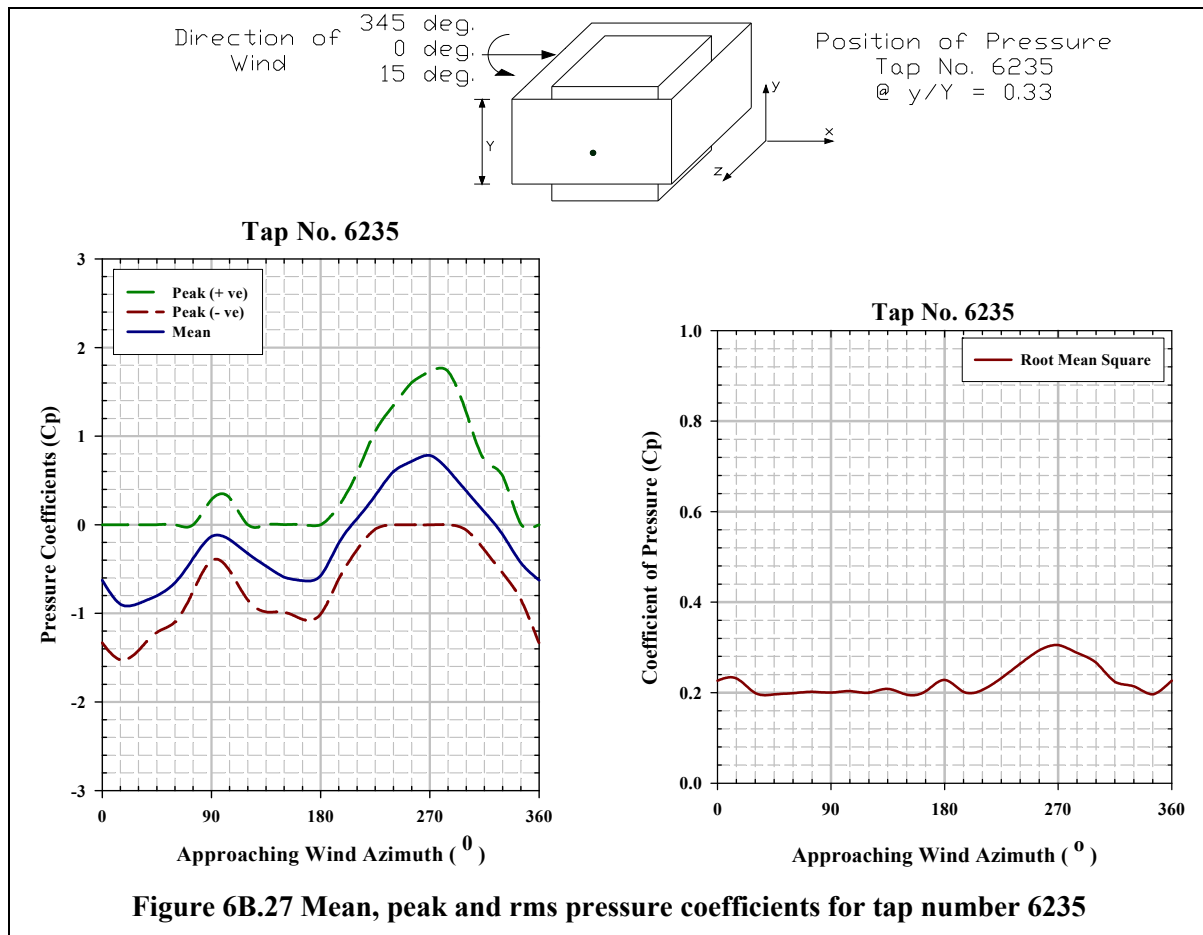 Direction of
Wind
345 deg.
0 deg.
15 deg.
Position of Pressure
Tap No. 6235
@ y/Y = 0.33
Y
y
x
z
Tap No. 6235
Peak (+ ve)
Peak (- ve)
Mean
3
2
1
0
-1
-2
-3
Pressure Coefficients (Cp)
0
90
180
270
360
Approaching Wind Azimuth ( 0 )
Tap No. 6235
Root Mean Square
1.0
0.8
0.6
0.4
0.2
0.0
Coefficient of Pressure (Cp)
0
90
180
270
360
Approaching Wind Azimuth ( o )
Figure 6B.27 Mean, peak and rms pressure coefficients for tap number 6235